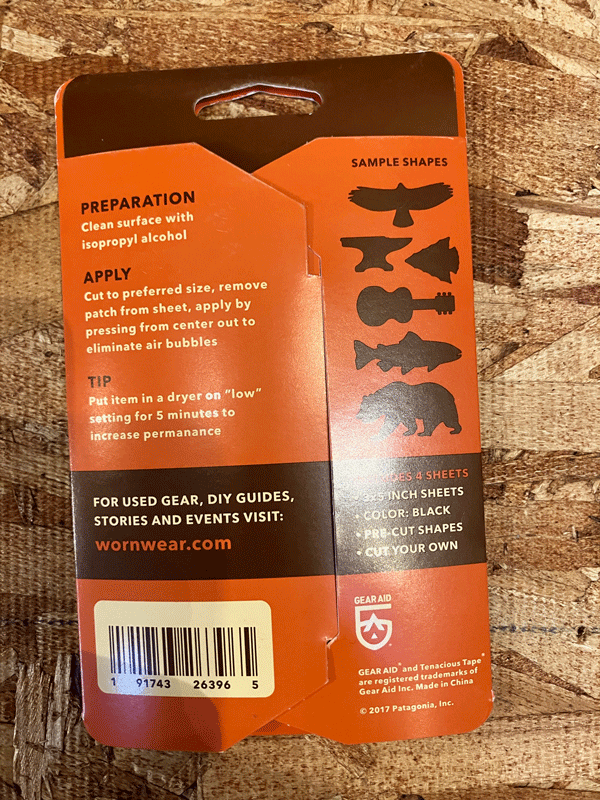 PREPARATION
Clean surface with
isopropyl alcohol
APPLY
Cut to preferred size, remove
patch from sheet, apply by
pressing from center out to
eliminate air bubbles
TIP
Put item in a dryer on "low"
setting for 5 minutes to
increase permanance
FOR USED GEAR, DIY GUIDES,
STORIES AND EVENTS VISIT:
wornwear.com
1 91743 26396 5
SAMPLE SHAPES
4 SHEETS
• 3x5 INCH SHEETS
• COLOR: BLACK
• PRE-CUT SHAPES
• CUT YOUR OWN
GEAR AID
GEAR AID® and Tenacious Tape®
are registered trademarks of
Gear Aid Inc. Made in China
© 2017 Patagonia, Inc.